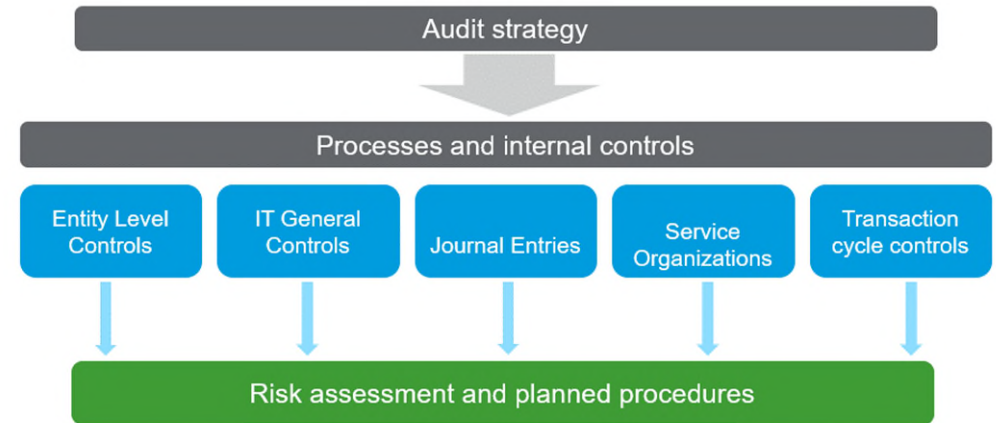 Audit strategy
Processes and internal controls
Entity Level
Controls
IT General
Controls
Journal Entries
Service
Organizations
Transaction
cycle controls
Risk assessment and planned procedures